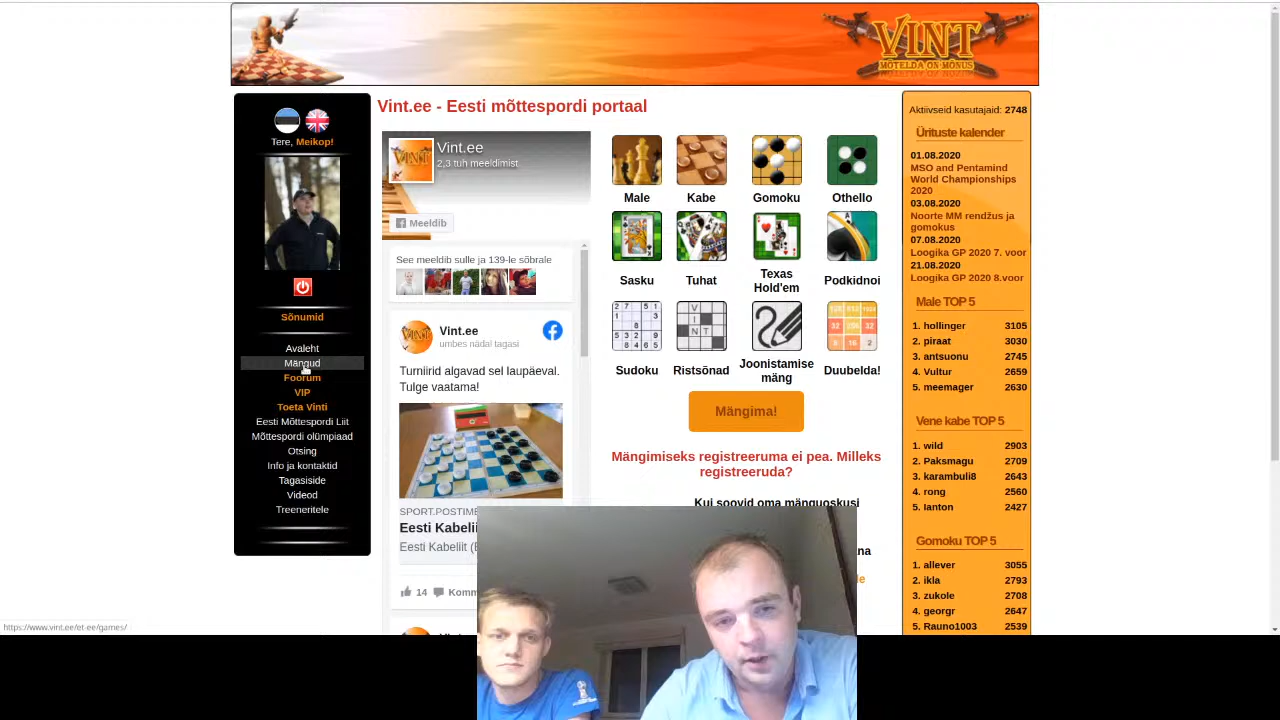 VINT
MÕTELDA ON MÕNUS
Tere, Meikop!
Sõnumid
Avaleht
Mängud
Foorum
VIP
Toeta Vinti
Eesti Mõttespordi Liit
Mõttespordi olümpiaad
Otsing
Info ja kontaktid
Tagasiside
Videod
Treeneritele
Vint.ee - Eesti mõttespordi portaal
Vint.ee
2,3 tuh meeldimist
Meeldib
See meeldib sulle ja 139-le sõbrale
Vint.ee
umbes nädal tagasi
Turniirid algavad sel laupäeval.
Tulge vaatama!
SPORT.POSTIME
Eesti Kabelii
Eesti Kabeliit (E
14 Komm
Male
Kabe
Gomoku
Othello
Sasku
Tuhat
Texas
Hold'em
Podkidnoi
Sudoku
Ristsõnad
Joonistamise
mäng
Duubelda!
Mängima!
Mängimiseks registreeruma ei pea. Milleks
registreeruda?
Kui soovid oma mänguoskusi
na
le
Aktiivseid kasutajaid: 2748
Ürituste kalender
01.08.2020
MSO and Pentamind
World Championships
2020
03.08.2020
Noorte MM rendžus ja
gomokus
07.08.2020
Loogika GP 2020 7. voor
21.08.2020
Loogika GP 2020 8.voor
Male TOP 5
1. hollinger 3105
2. piraat 3030
3. antsuonu 2745
4. Vultur 2659
5. meemager 2630
Vene kabe TOP 5
1. wild 2903
2. Paksmagu 2709
3. karambuli8 2643
4. rong 2560
5. lanton 2427
Gomoku TOP 5
1. allever 3055
2. ikla 2793
3. zukole 2708
4. georgr 2647
5. Rauno1003 2539
https://www.vint.ee/et-ee/games/